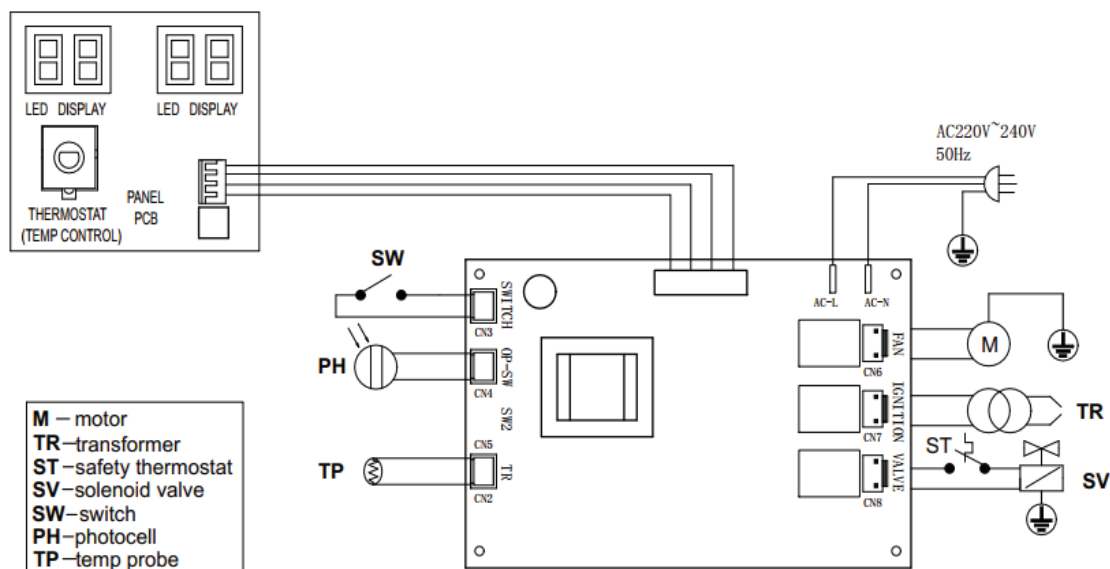 LED DISPLAY
LED DISPLAY
THERMOSTAT
(TEMP CONTROL)
PANEL
PCB
AC220V~240V
50Hz
SW
SWITCH
CN3
PH
OP-SW
CN4
SW2
CN5
TP
TR
CN2
AC-L
AC-N
FAN
CN6
M
IGNITION
CN7
TR
VALVE
CN8
ST
SV
M – motor
TR–transformer
ST–safety thermostat
SV–solenoid valve
SW–switch
PH–photocell
TP–temp probe